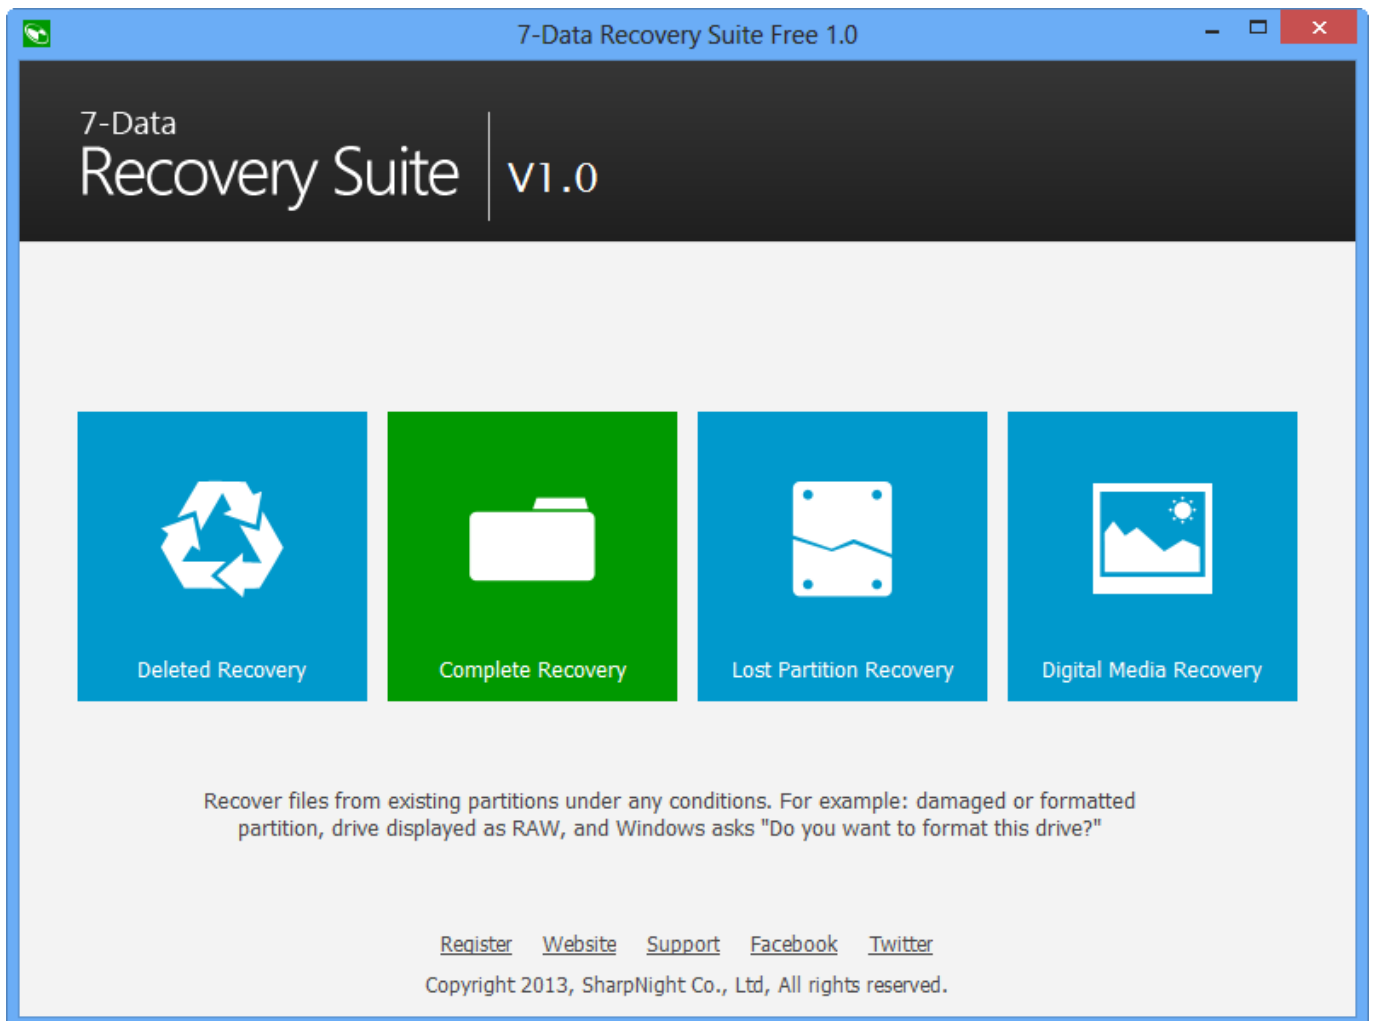 7-Data Recovery Suite Free 1.0
7-Data
Recovery Suite
V1.0
Deleted Recovery
Complete Recovery
Lost Partition Recovery
Digital Media Recovery
Recover files from existing partitions under any conditions. For example: damaged or formatted
partition, drive displayed as RAW, and Windows asks "Do you want to format this drive?"
Register Website Support Facebook Twitter
Copyright 2013, SharpNight Co., Ltd, All rights reserved.